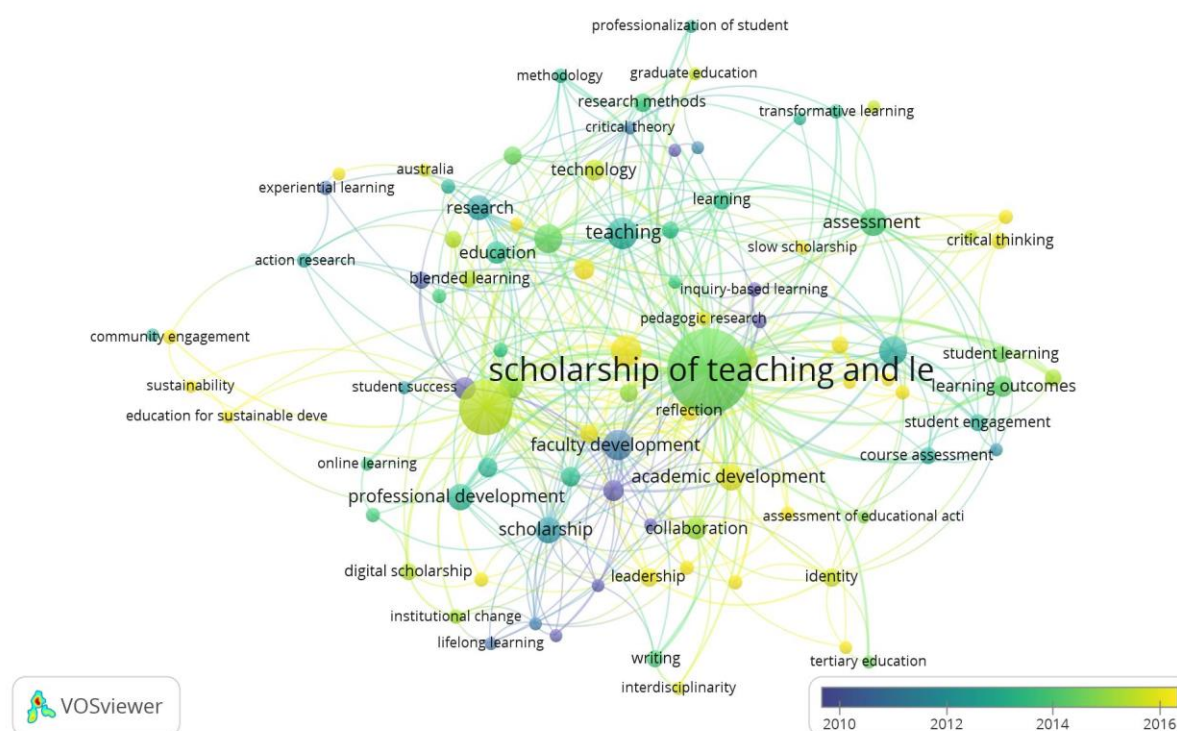 professionalization of student
methodology
graduate education
research methods
critical theory
transformative learning
australia
technology
experiential learning
research
learning
teaching
assessment
education
slow scholarship
critical thinking
action research
blended learning
inquiry-based learning
pedagogic research
community engagement
student learning
scholarship of teaching and le
sustainability
student success
learning outcomes
education for sustainable deve
reflection
student engagement
faculty development
course assessment
online learning
academic development
professional development
assessment of educational acti
scholarship
collaboration
digital scholarship
leadership
identity
institutional change
lifelong learning
writing
tertiary education
interdisciplinarity
VOSviewer
2010
2012
2014
2016